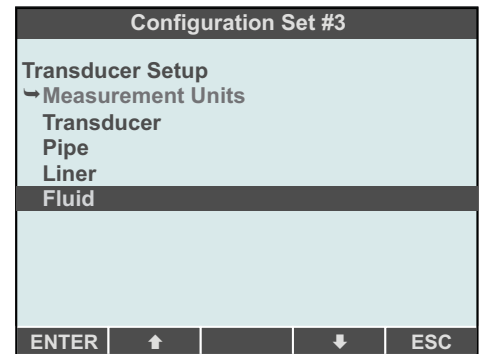 Configuration Set #3
Transducer Setup
➥Measurement Units
Transducer
Pipe
Liner
Fluid
ENTER ⬆ ⬇ ESC